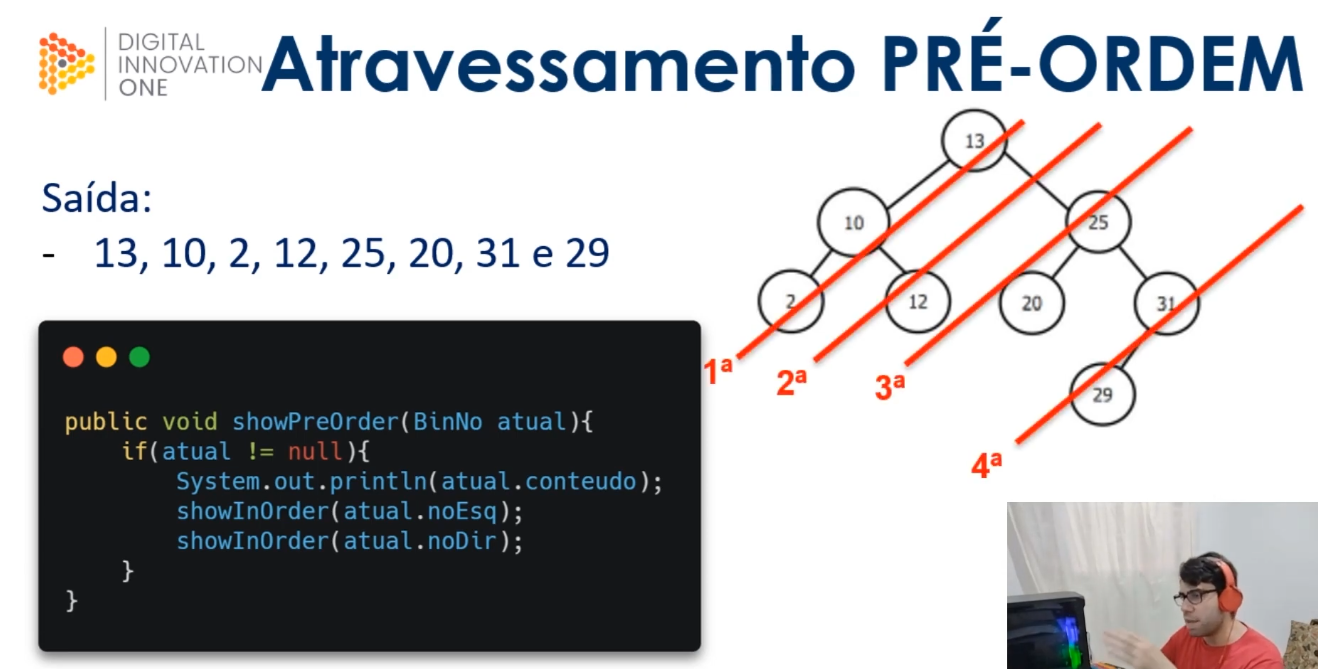 DIGITAL
INNOVATION
ONE
Atravessamento PRÉ-ORDEM
Saída:
- 13, 10, 2, 12, 25, 20, 31 e 29
public void showPreOrder(BinNo atual){
if(atual != null){
System.out.println(atual.conteudo);
showInOrder(atual.noEsq);
showInOrder(atual.noDir);
}
}
13
10
25
2
12
20
31
29
1ª
2ª
3ª
4ª